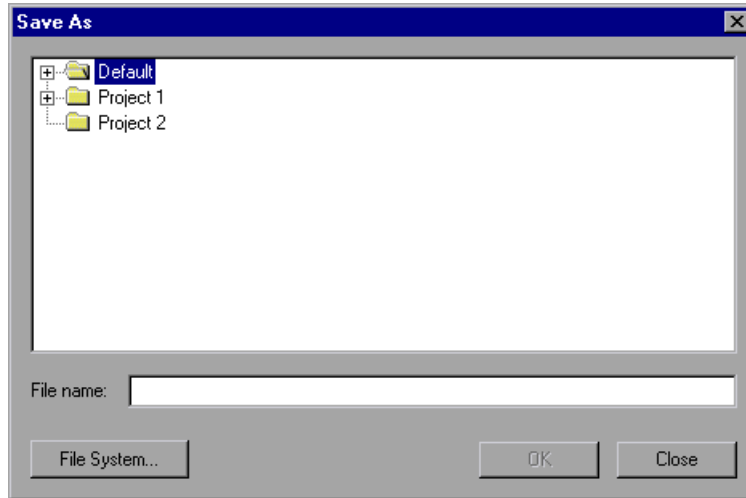 Save As
Default
Project 1
Project 2
File name:
File System...
OK
Close